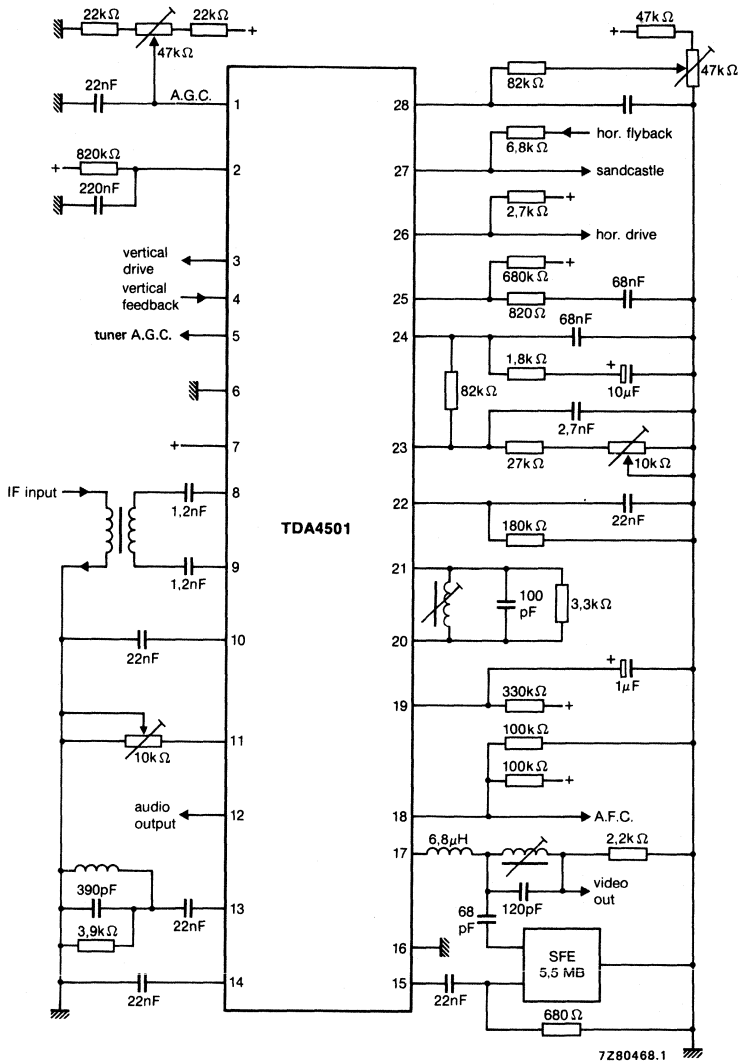 22kΩ
22kΩ
+
47kΩ
22nF
A.G.C.
1
820kΩ
+
2
220nF
vertical
drive
3
vertical
feedback
4
tuner A.G.C.
5
6
+
7
IF input
8
1,2nF
9
1,2nF
10
22nF
11
10kΩ
audio
output
12
390pF
13
22nF
3,9kΩ
14
22nF
TDA4501
47kΩ
+
47kΩ
82kΩ
28
hor. flyback
6,8kΩ
27
sandcastle
+
2,7kΩ
26
hor. drive
+
680kΩ
68nF
25
820Ω
68nF
24
1,8kΩ
+
10µF
82kΩ
2,7nF
23
27kΩ
10kΩ
22
22nF
180kΩ
21
100
pF
3,3kΩ
20
+
1µF
330kΩ
19
+
100kΩ
100kΩ
+
18
A.F.C.
6,8µH
2,2kΩ
17
video
out
120pF
68
pF
16
SFE
5,5 MB
15
22nF
680Ω
7Z80468.1